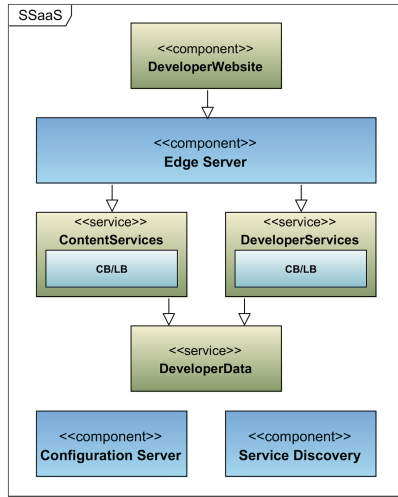 SSaaS
<<component>>
DeveloperWebsite
<<component>>
Edge Server
<<service>>
ContentServices
CB/LB
<<service>>
DeveloperServices
CB/LB
<<service>>
DeveloperData
<<component>>
Configuration Server
<<component>>
Service Discovery